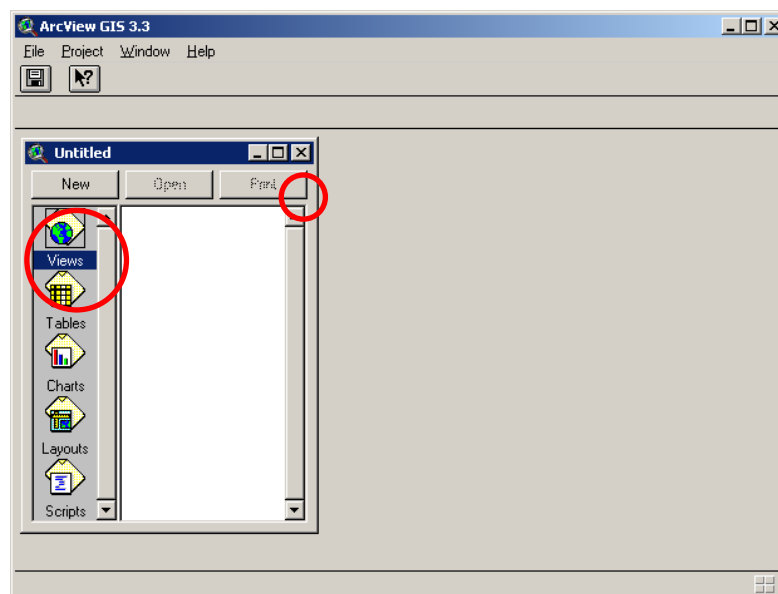 ArcView GIS 3.3
File Project Window Help
Untitled
New Open Print
Views
Tables
Charts
Layouts
Scripts